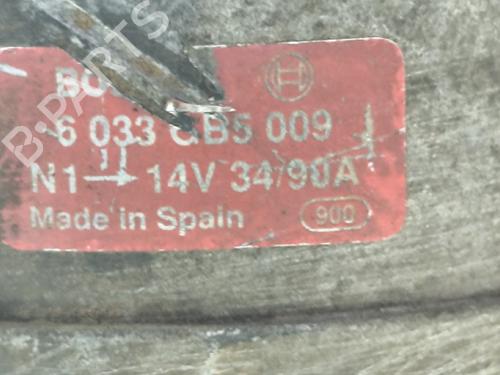 BO
6 033 GB5 009
N1 → 14V 34/90A
Made in Spain
900
B-PARTS